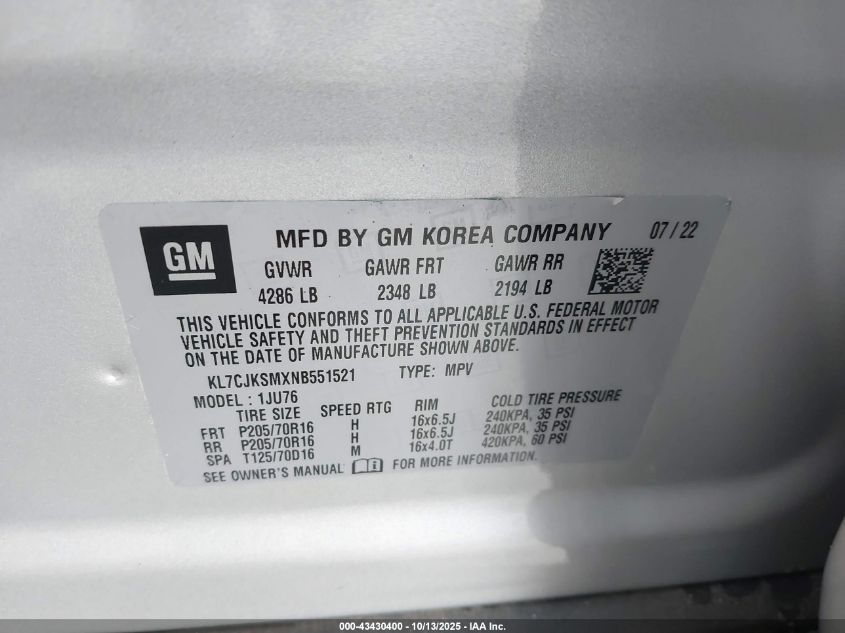 GM
MFD BY GM KOREA COMPANY 07/22
GVWR GAWR FRT GAWR RR
4286 LB 2348 LB 2194 LB
THIS VEHICLE CONFORMS TO ALL APPLICABLE U.S. FEDERAL MOTOR
VEHICLE SAFETY AND THEFT PREVENTION STANDARDS IN EFFECT
ON THE DATE OF MANUFACTURE SHOWN ABOVE.
KL7CJKSMXNB551521 TYPE: MPV
MODEL : 1JU76
TIRE SIZE SPEED RTG RIM COLD TIRE PRESSURE
FRT P205/70R16 H 16x6.5J 240KPA, 35 PSI
RR P205/70R16 H 16x6.5J 240KPA, 35 PSI
SPA T125/70D16 M 16x4.0T 420KPA, 60 PSI
SEE OWNER'S MANUAL FOR MORE INFORMATION.
000-43430400 - 10/13/2025 - IAA Inc.